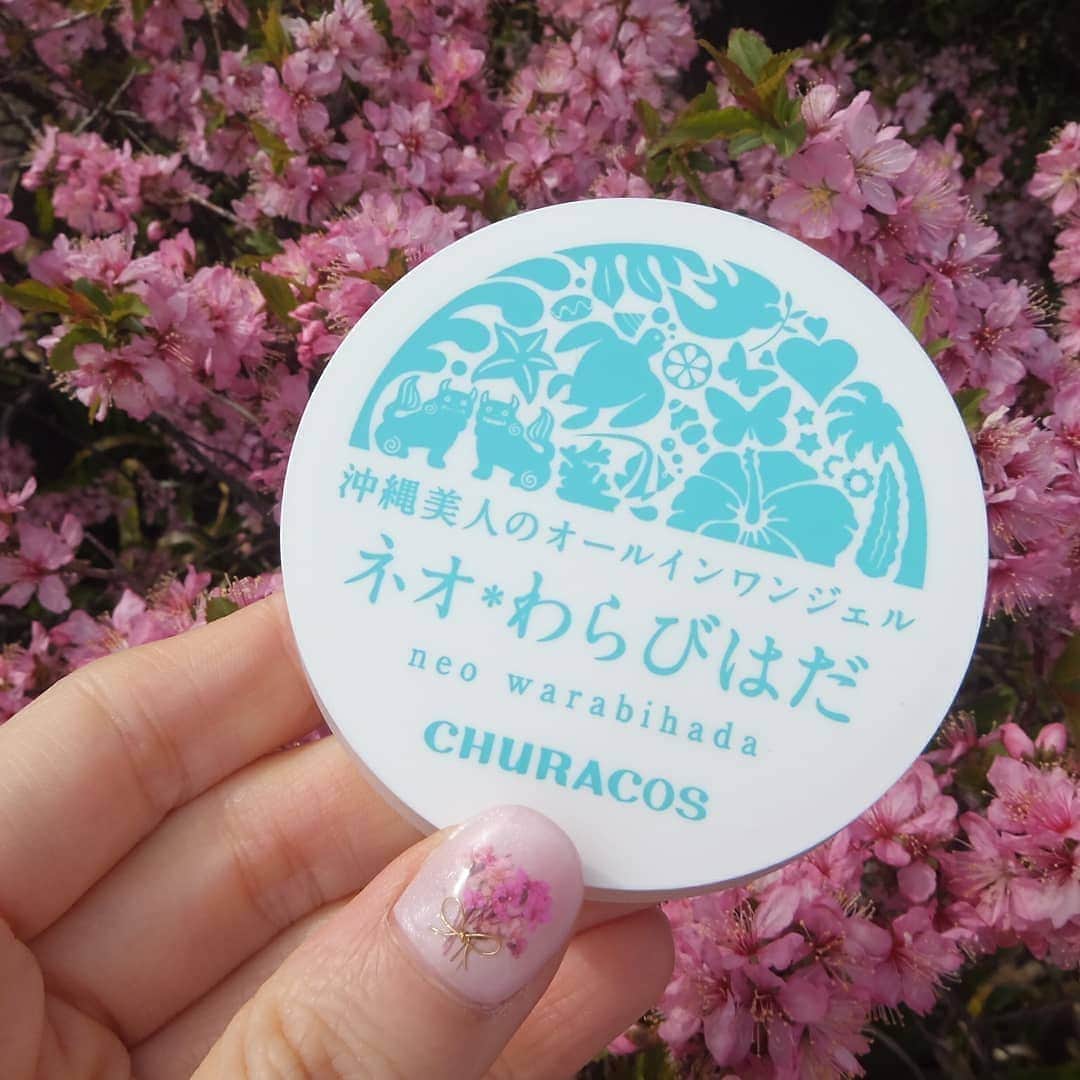 沖縄美人のオールインワンジェル
ネオ*わらびはだ
neo warabihada
CHURACOS